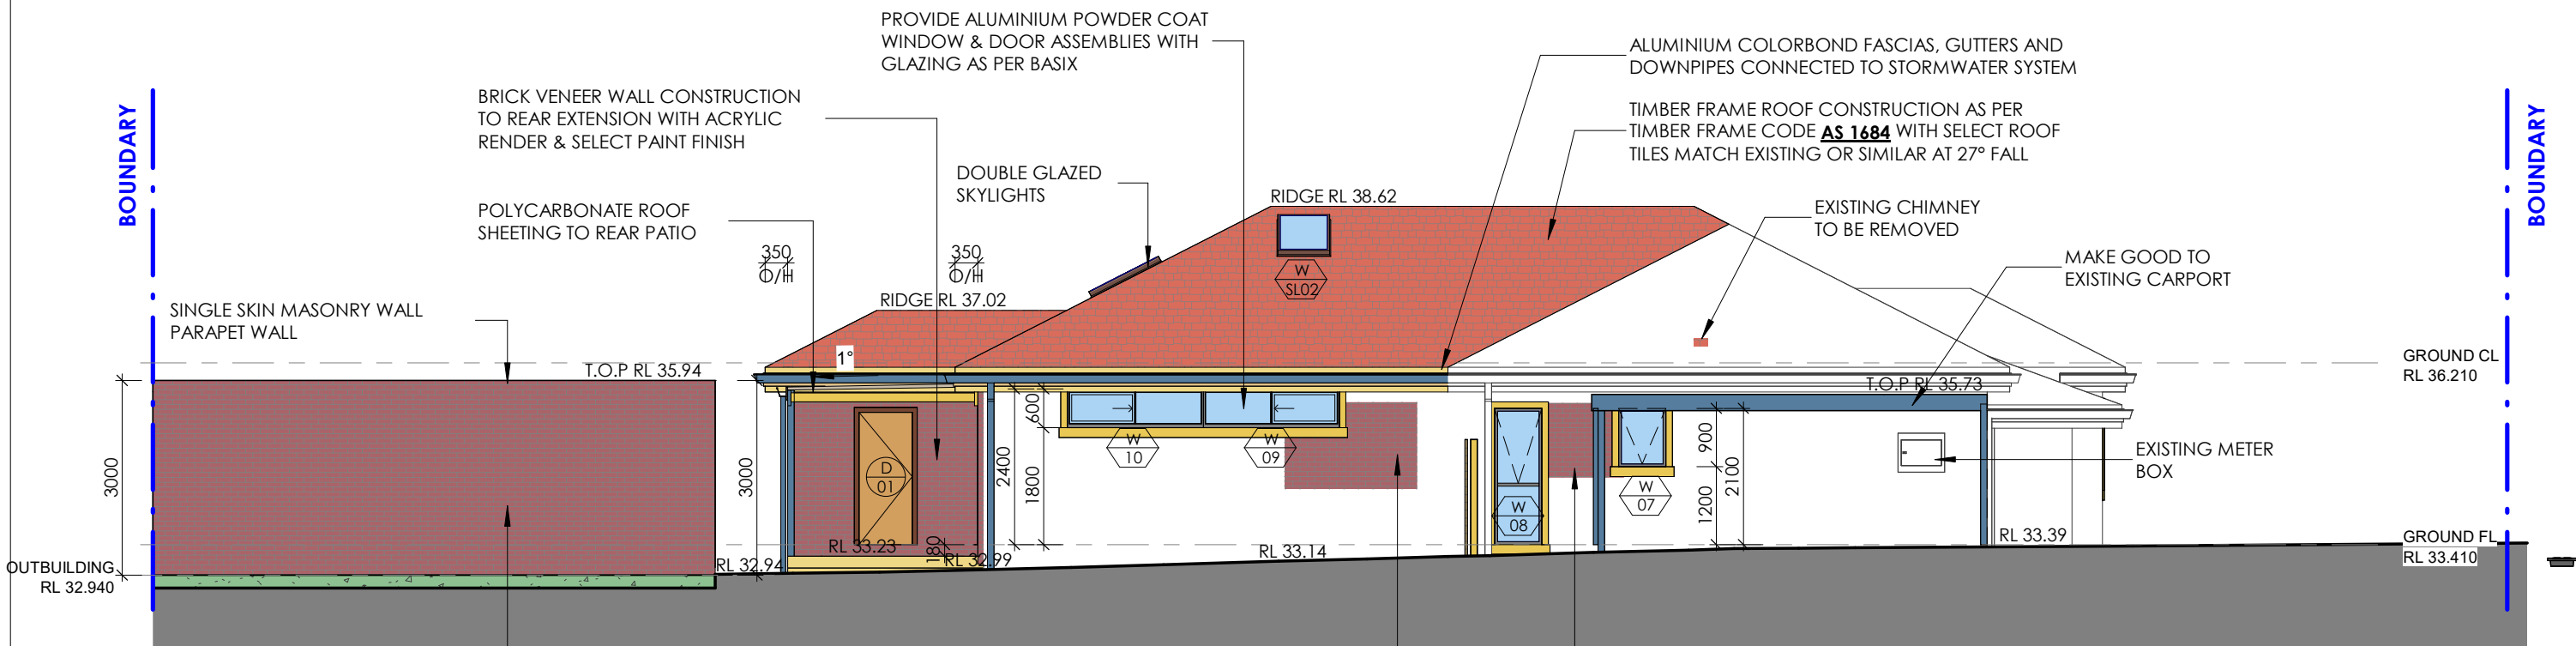 PROVIDE ALUMINIUM POWDER COAT
WINDOW & DOOR ASSEMBLIES WITH
GLAZING AS PER BASIX
ALUMINIUM COLORBOND FASCIAS, GUTTERS AND
DOWNPIPES CONNECTED TO STORMWATER SYSTEM
BRICK VENEER WALL CONSTRUCTION
TO REAR EXTENSION WITH ACRYLIC
RENDER & SELECT PAINT FINISH
TIMBER FRAME ROOF CONSTRUCTION AS PER
TIMBER FRAME CODE AS 1684 WITH SELECT ROOF
TILES MATCH EXISTING OR SIMILAR AT 27° FALL
BOUNDARY
BOUNDARY
DOUBLE GLAZED
SKYLIGHTS
RIDGE RL 38.62
POLYCARBONATE ROOF
SHEETING TO REAR PATIO
EXISTING CHIMNEY
TO BE REMOVED
350
O/H
350
O/H
MAKE GOOD TO
EXISTING CARPORT
W
SL02
RIDGE RL 37.02
SINGLE SKIN MASONRY WALL
PARAPET WALL
1°
T.O.P RL 35.94
GROUND CL
RL 36.210
T.O.P RL 35.73
600
900
W
10
W
09
EXISTING METER
BOX
3000
3000
D
01
2400
1800
2100
1200
W
07
W
08
RL 33.23
180
RL 32.99
RL 33.14
RL 33.39
GROUND FL
RL 33.410
OUTBUILDING
RL 32.940
RL 32.94